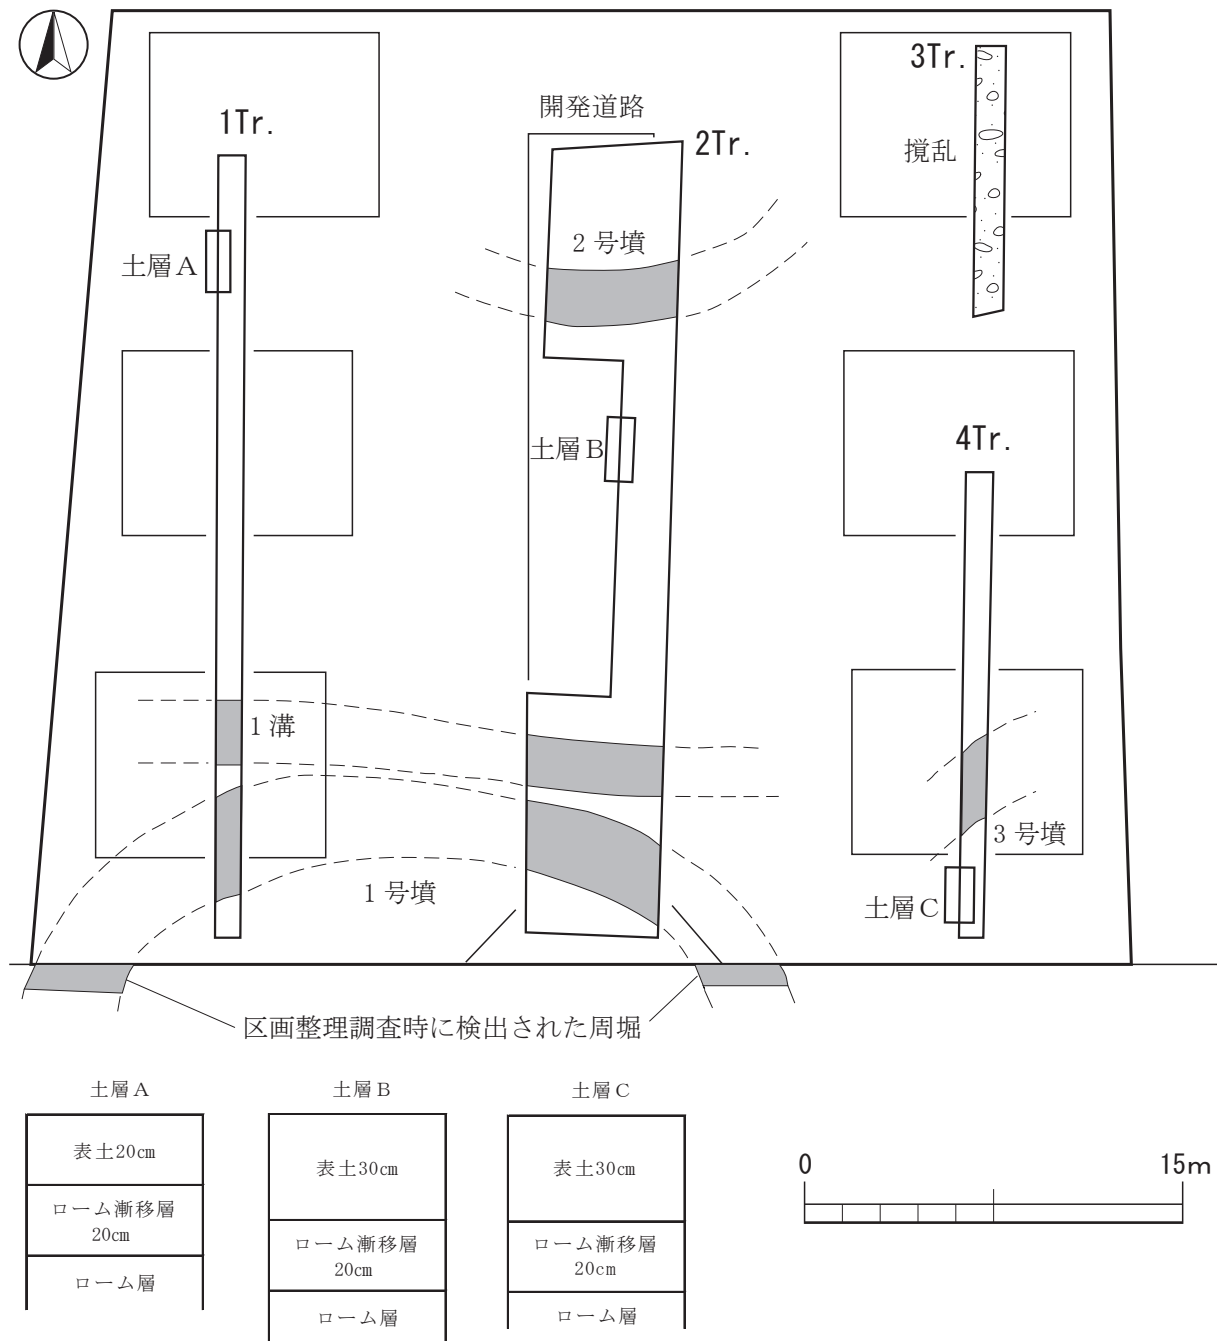 3Tr.
開発道路
1Tr.
2Tr.
撹乱
2号墳
土層A
4Tr.
土層B
1溝
3号墳
1号墳
土層C
区画整理調査時に検出された周堀
土層A
土層B
土層C
表土20cm
ローム漸移層
20cm
ローム層
表土30cm
ローム漸移層
20cm
ローム層
表土30cm
ローム漸移層
20cm
ローム層
0
15m